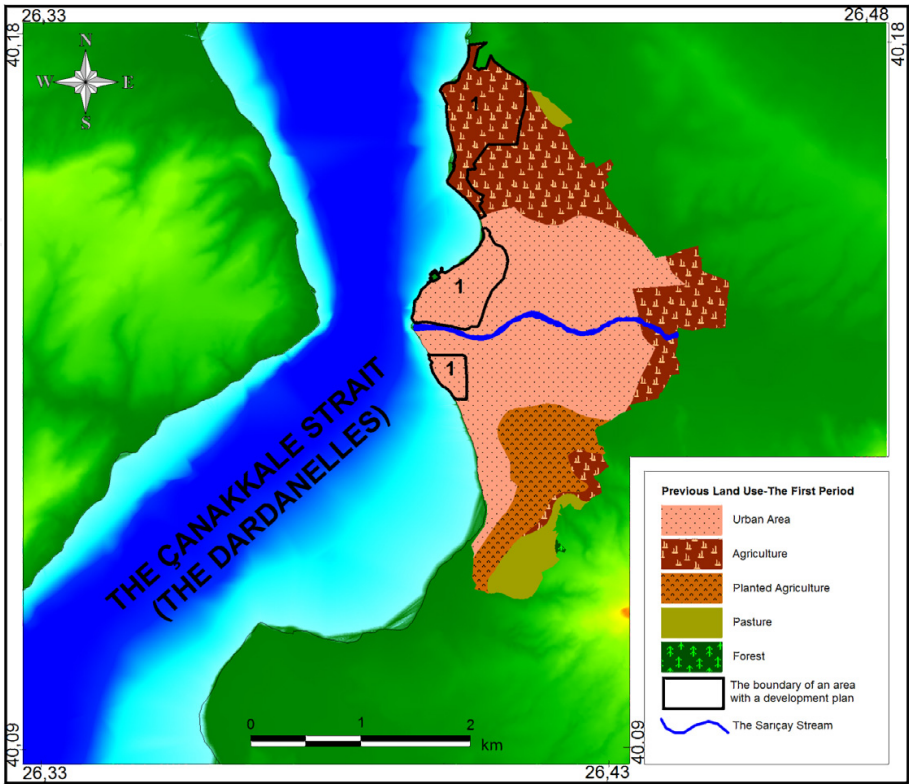 26,33
26,48
40,18
40,18
N
W
E
S
1
1
1
THE ÇANAKKALE STRAIT
(THE DARDANELLES)
Previous Land Use-The First Period
Urban Area
Agriculture
Planted Agriculture
Pasture
Forest
The boundary of an area
with a development plan
The Sarıçay Stream
0
1
2
km
40,09
40,09
26,33
26,43